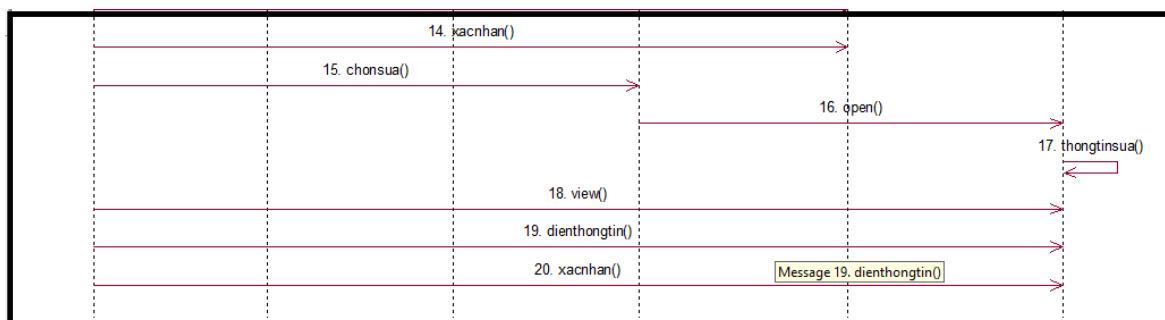 14. xacnhan()
15. chonsua()
16. open()
17. thongtinsua()
18. view()
19. dienthongtin()
20. xacnhan()
Message 19. dienthongtin()